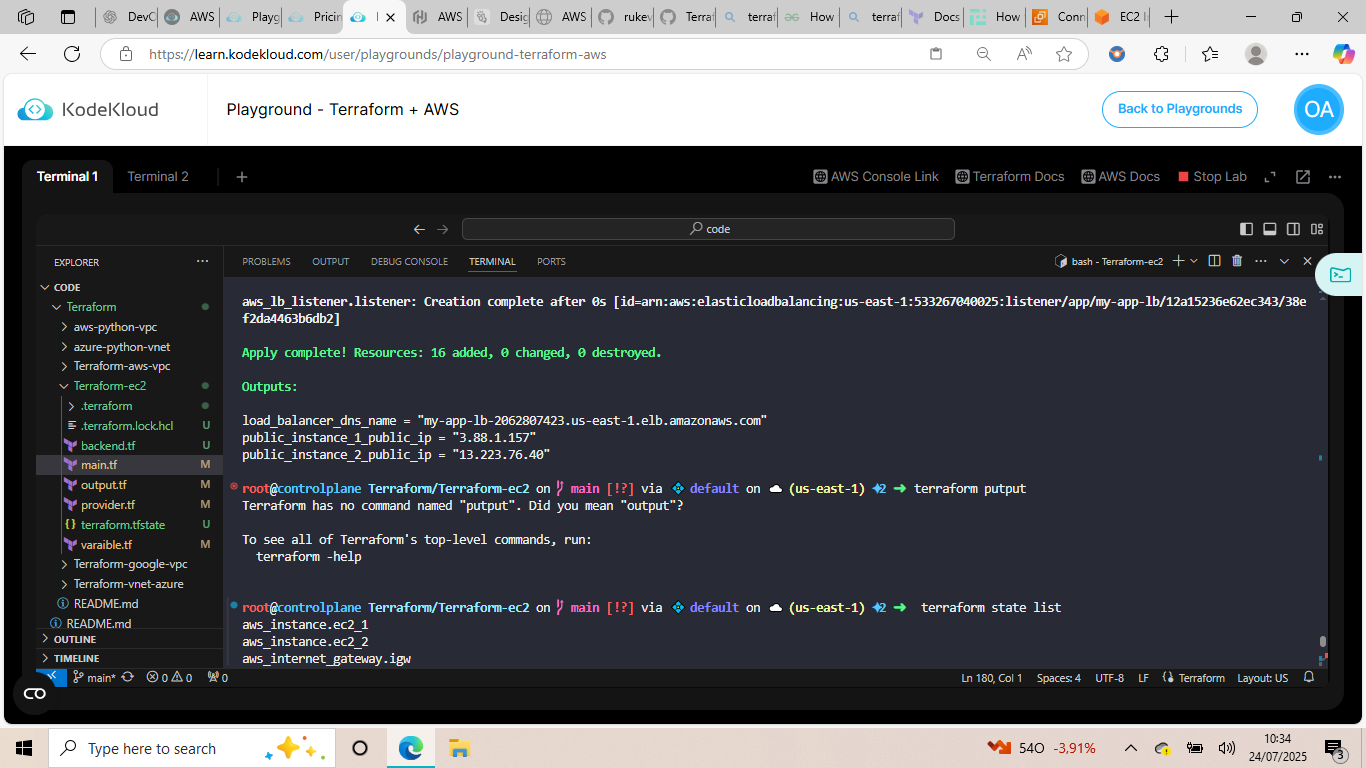 DevC
AWS
Playg
Pricin
AWS
Desig
AWS
rukev
Terraf
terraf
How
terraf
Docs
How
Conn
EC2 I
https://learn.kodekloud.com/user/playgrounds/playground-terraform-aws
KodeKloud
Playground - Terraform + AWS
Back to Playgrounds
OA
Terminal 1
Terminal 2
AWS Console Link
Terraform Docs
AWS Docs
Stop Lab
code
EXPLORER
PROBLEMS
OUTPUT
DEBUG CONSOLE
TERMINAL
PORTS
bash - Terraform-ec2
CODE
Terraform
aws-python-vpc
azure-python-vnet
Terraform-aws-vpc
Terraform-ec2
.terraform
.terraform.lock.hcl U
backend.tf U
main.tf M
output.tf M
provider.tf M
terraform.tfstate U
varaible.tf M
Terraform-google-vpc
Terraform-vnet-azure
README.md
README.md
OUTLINE
TIMELINE
aws_lb_listener.listener: Creation complete after 0s [id=arn:aws:elasticloadbalancing:us-east-1:533267040025:listener/app/my-app-lb/12a15236e62ec343/38e
f2da4463b6db2]
Apply complete! Resources: 16 added, 0 changed, 0 destroyed.
Outputs:
load_balancer_dns_name = "my-app-lb-2062807423.us-east-1.elb.amazonaws.com"
public_instance_1_public_ip = "3.88.1.157"
public_instance_2_public_ip = "13.223.76.40"
root@controlplane Terraform/Terraform-ec2 on main [!?] via default on (us-east-1) 2 ➜ terraform putput
Terraform has no command named "putput". Did you mean "output"?
To see all of Terraform's top-level commands, run:
terraform -help
root@controlplane Terraform/Terraform-ec2 on main [!?] via default on (us-east-1) 2 ➜ terraform state list
aws_instance.ec2_1
aws_instance.ec2_2
aws_internet_gateway.igw
main*
0
0
0
Ln 180, Col 1
Spaces: 4
UTF-8
LF
Terraform
Layout: US
Type here to search
540 -3,91%
10:34
24/07/2025
3